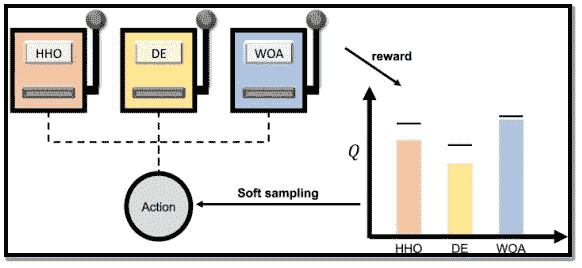 HHO DE WOA
reward
Q
Soft sampling
Action
HHO DE WOA